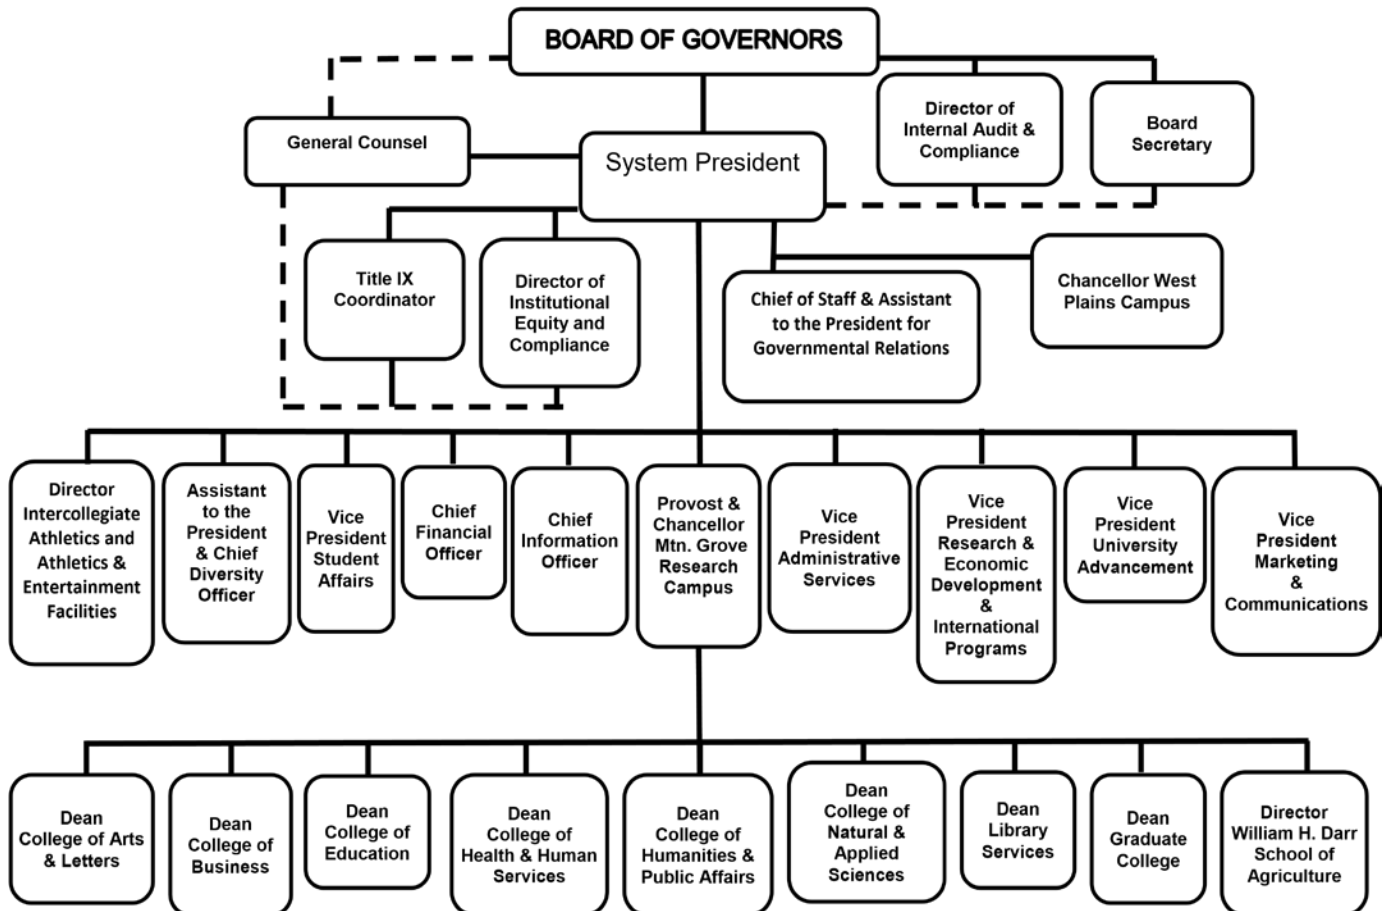 BOARD OF GOVERNORS
General Counsel
System President
Director of
Internal Audit &
Compliance
Board
Secretary
Title IX
Coordinator
Director of
Institutional
Equity and
Compliance
Chief of Staff & Assistant
to the President for
Governmental Relations
Chancellor West
Plains Campus
Director
Intercollegiate
Athletics and
Athletics &
Entertainment
Facilities
Assistant
to the
President
& Chief
Diversity
Officer
Vice
President
Student
Affairs
Chief
Financial
Officer
Chief
Information
Officer
Provost &
Chancellor
Mtn. Grove
Research
Campus
Vice
President
Administrative
Services
Vice
President
Research &
Economic
Development
&
International
Programs
Vice
President
University
Advancement
Vice
President
Marketing
&
Communications
Dean
College of Arts
& Letters
Dean
College of
Business
Dean
College of
Education
Dean
College of
Health & Human
Services
Dean
College of
Humanities &
Public Affairs
Dean
College of
Natural &
Applied
Sciences
Dean
Library
Services
Dean
Graduate
College
Director
William H. Darr
School of
Agriculture